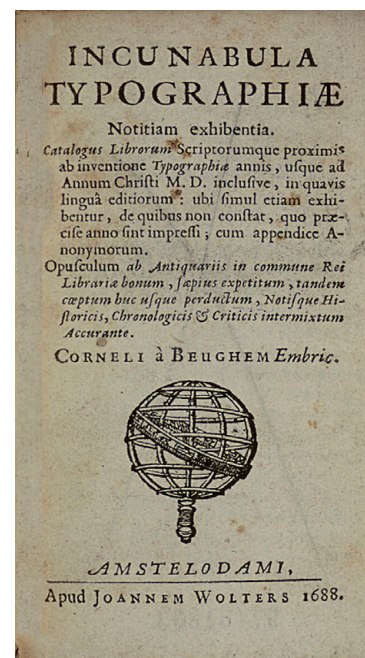 INCUNABULA
TYPOGRAPHIÆ
Notitiam exhibentia.
Catalogus Librorum Scriptorumque proximis
ab inventione Typographiæ annis, uſque ad
Annum Chriſti M. D. incluſive, in quavis
linguâ editiorum : ubi ſimul etiam exhi-
bentur, de quibus non conſtat, quo præ-
ciſe anno ſint impreſſi ; cum appendice A-
nonymorum.
Opuſculum ab Antiquariis in commune Rei
Librariæ bonum, ſæpius expetitum, tandem
cœptum huc uſque perductum, Notiſque Hi-
ſtoricis, Chronologicis & Criticis intermixtum
Accurante.
CORNELI à BEUGHEM Embric.
AMSTELODAMI,
Apud JOANNEM WOLTERS 1688.